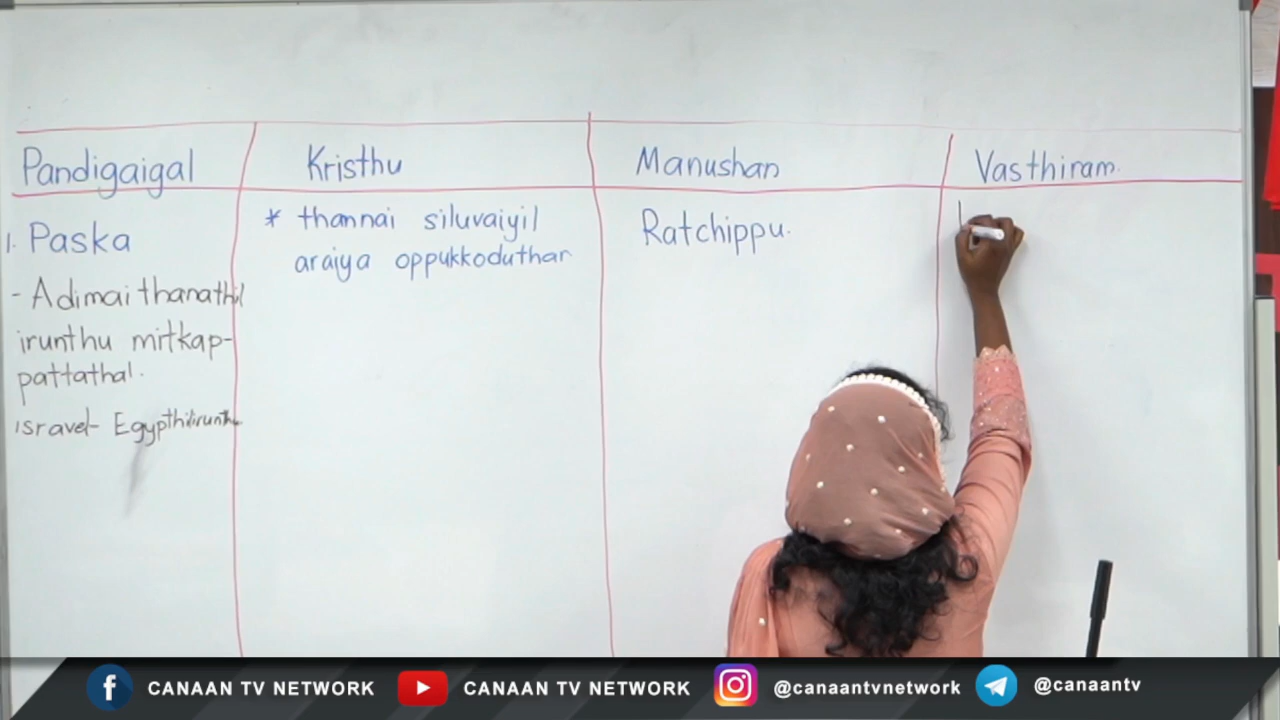 Pandigaigal
Kristhu
Manushan
Vasthiram.
1. Paska
- Adimai thanathil
irunthu mitkap-
pattathal.
Isravel- Egypthilirunthu
* thannai siluvaiyil
araiya oppukkoduthar
Ratchippu.
CANAAN TV NETWORK
CANAAN TV NETWORK
@canaantvnetwork
@canaantv